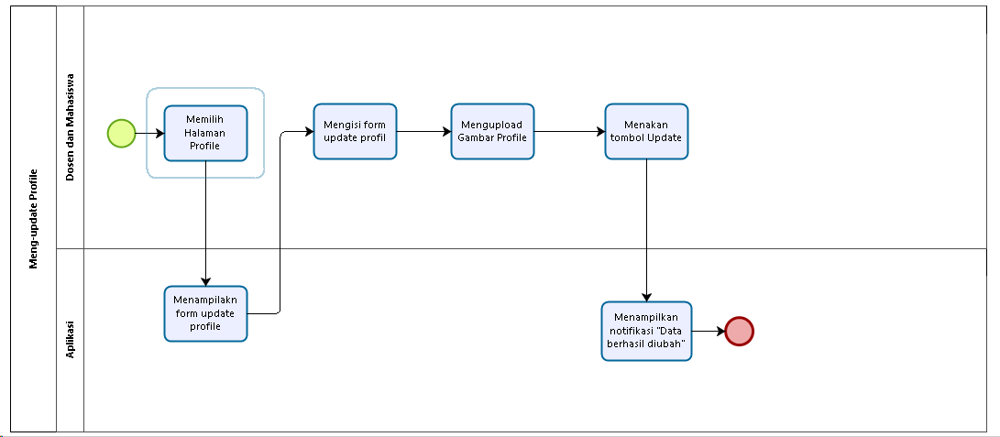 Meng-update Profile
Dosen dan Mahasiswa
Memilih
Halaman
Profile
Mengisi form
update profil
Mengupload
Gambar Profile
Menakan
tombol Update
Aplikasi
Menampilakn
form update
profile
Menampilkan
notifikasi "Data
berhasil diubah"